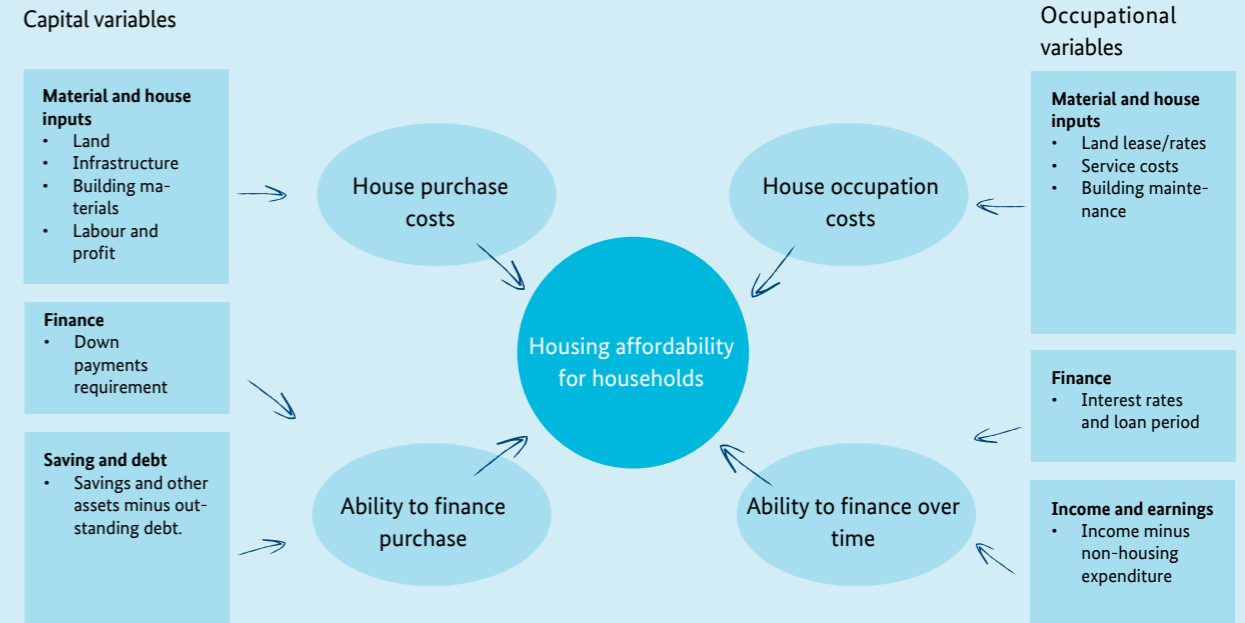 Capital variables
Material and house
inputs
• Land
• Infrastructure
• Building ma-
terials
• Labour and
profit
Finance
• Down
payments
requirement
Saving and debt
• Savings and other
assets minus out-
standing debt.
House purchase
costs
Ability to finance
purchase
Housing affordability
for households
House occupation
costs
Ability to finance over
time
Occupational
variables
Material and house
inputs
• Land lease/rates
• Service costs
• Building mainte-
nance
Finance
• Interest rates
and loan period
Income and earnings
• Income minus
non-housing
expenditure